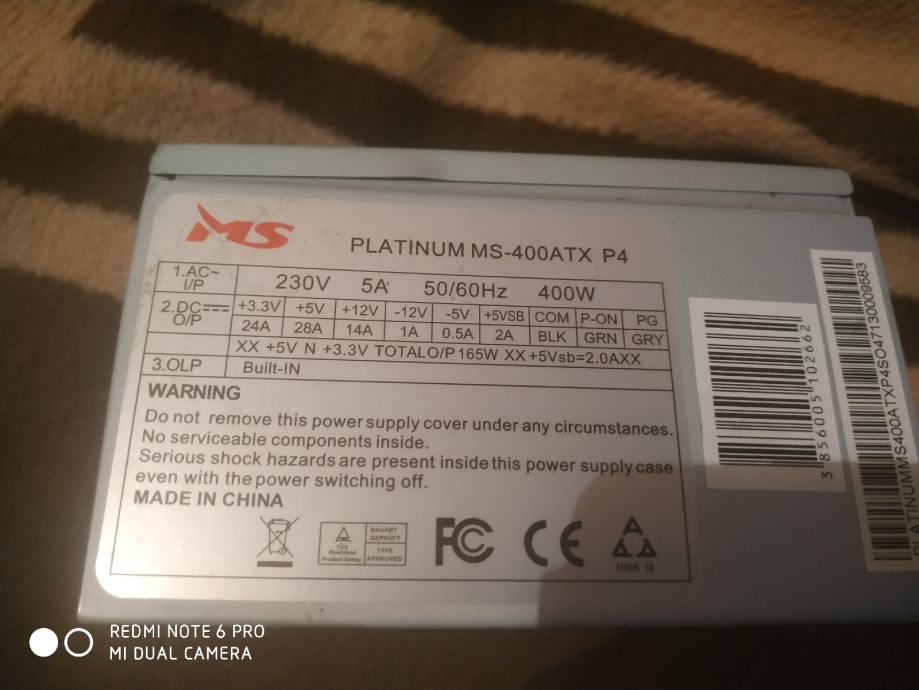 MS
PLATINUM MS-400ATX P4
1.AC~ I/P 230V 5A 50/60Hz 400W
2.DC O/P +3.3V +5V +12V -12V -5V +5VSB COM P-ON PG
24A 28A 14A 1A 0.5A 2A BLK GRN GRY
XX +5V N +3.3V TOTALO/P165W XX+5Vsb=2.0AXX
3.OLP Built-IN
WARNING
Do not remove this power supply cover under any circumstances.
No serviceable components inside.
Serious shock hazards are present inside this power supply case
even with the power switching off.
MADE IN CHINA
TÜV
Rheinland
Product Safety
BAUART
GEPRUFT
TYPE
APPROVED
FC CE
3 856005 102662
REDMI NOTE 6 PRO
MI DUAL CAMERA